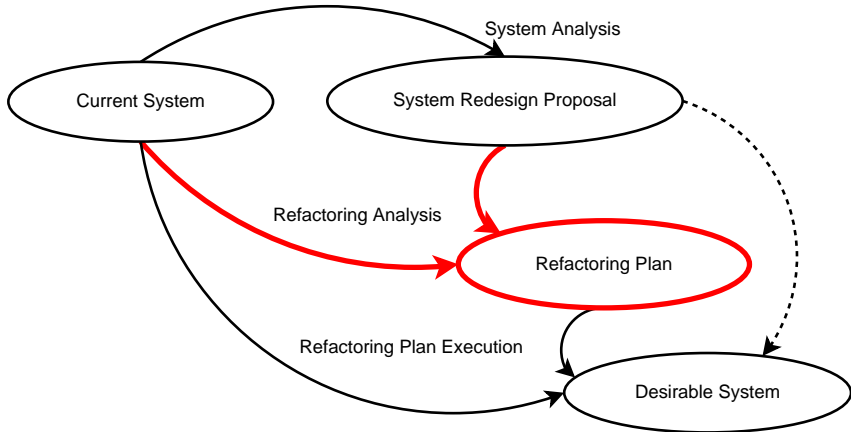 System Analysis
Current System
System Redesign Proposal
Refactoring Analysis
Refactoring Plan
Refactoring Plan Execution
Desirable System